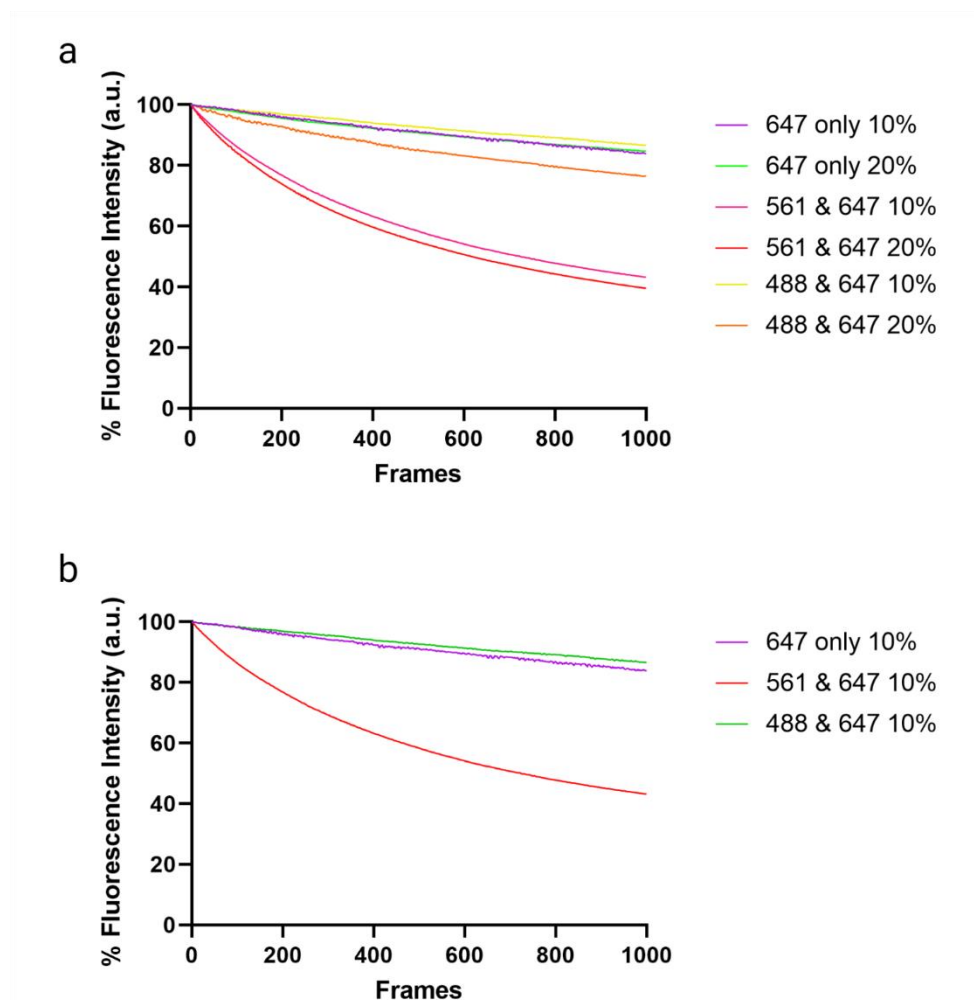 a
% Fluorescence Intensity (a.u.)
100
80
60
40
20
0
0 200 400 600 800 1000
Frames
647 only 10%
647 only 20%
561 & 647 10%
561 & 647 20%
488 & 647 10%
488 & 647 20%
b
% Fluorescence Intensity (a.u.)
100
80
60
40
20
0
0 200 400 600 800 1000
Frames
647 only 10%
561 & 647 10%
488 & 647 10%